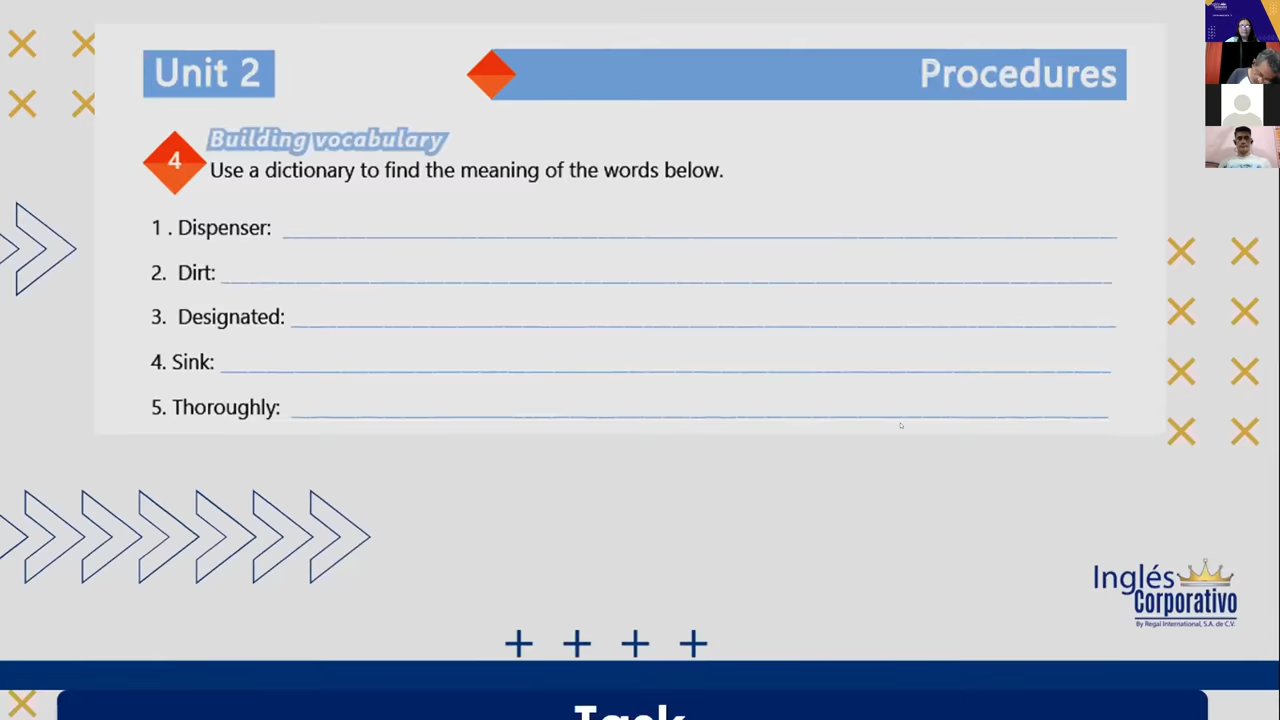 Unit 2
Procedures
4
Building vocabulary
Use a dictionary to find the meaning of the words below.
1 . Dispenser:
2. Dirt:
3. Designated:
4. Sink:
5. Thoroughly:
Inglés
Corporativo
By Regal International, S.A. de C.V.
Task